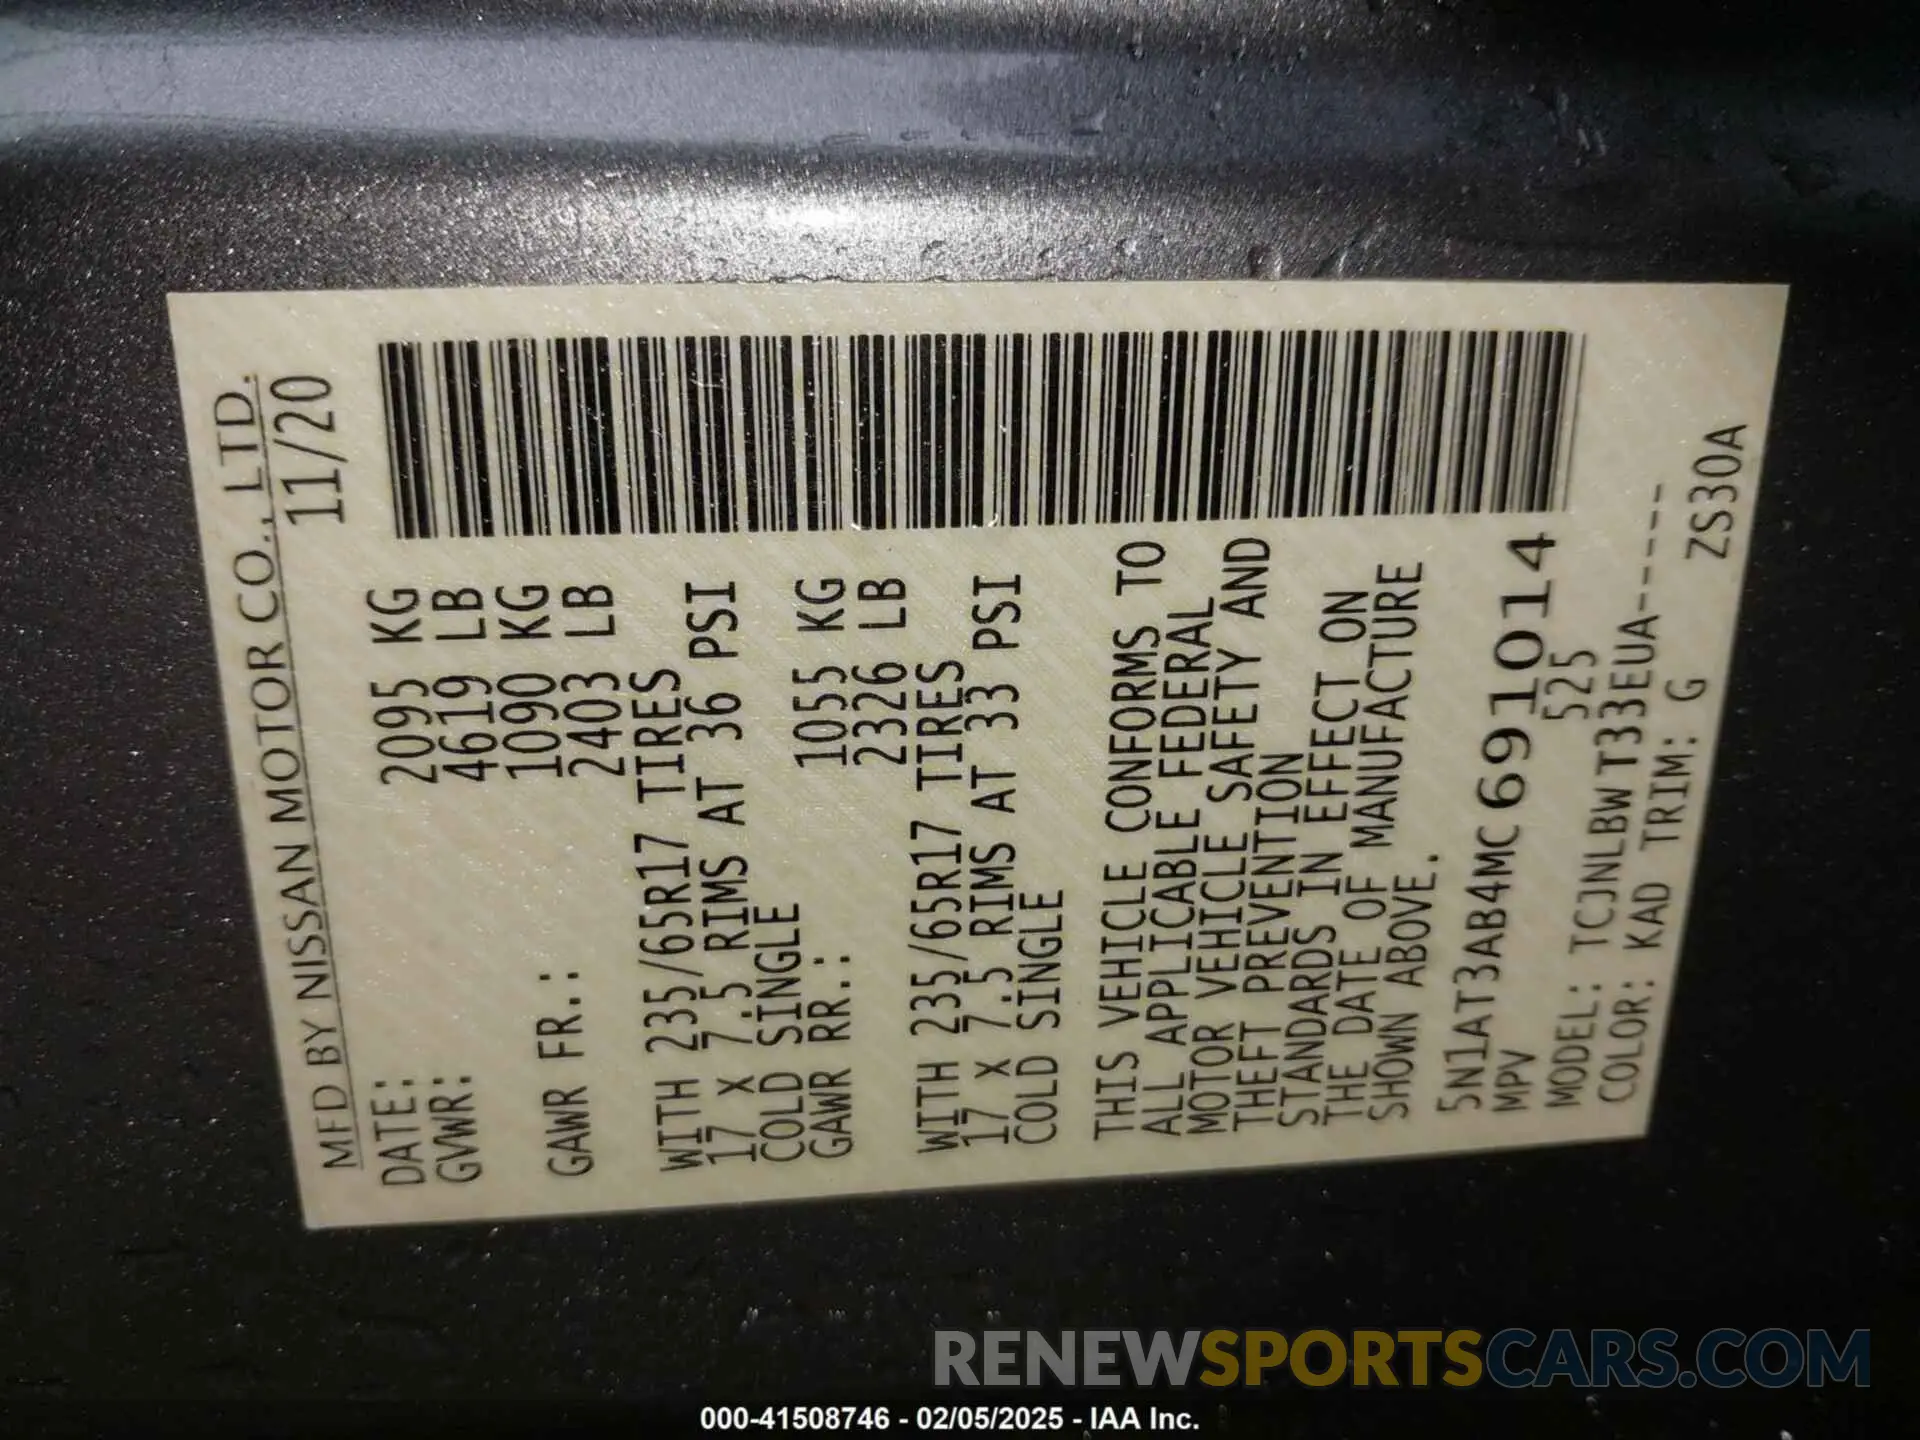 MFD BY NISSAN MOTOR CO., LTD.
DATE: 11/20
GVWR: 2095 KG
4619 LB
GAWR FR.: 1090 KG
2403 LB
WITH 235/65R17 TIRES
17 X 7.5 RIMS AT 36 PSI
COLD SINGLE
GAWR RR.: 1055 KG
2326 LB
WITH 235/65R17 TIRES
17 X 7.5 RIMS AT 33 PSI
COLD SINGLE
THIS VEHICLE CONFORMS TO
ALL APPLICABLE FEDERAL
MOTOR VEHICLE SAFETY AND
THEFT PREVENTION
STANDARDS IN EFFECT ON
THE DATE OF MANUFACTURE
SHOWN ABOVE.
5N1AT3AB4MC 691014
MPV 525
MODEL: TCJNLBWT33EUA-----
COLOR: KAD TRIM: G
ZS30A
RENEWSPORTSCARS.COM
000-41508746 - 02/05/2025 - IAA Inc.